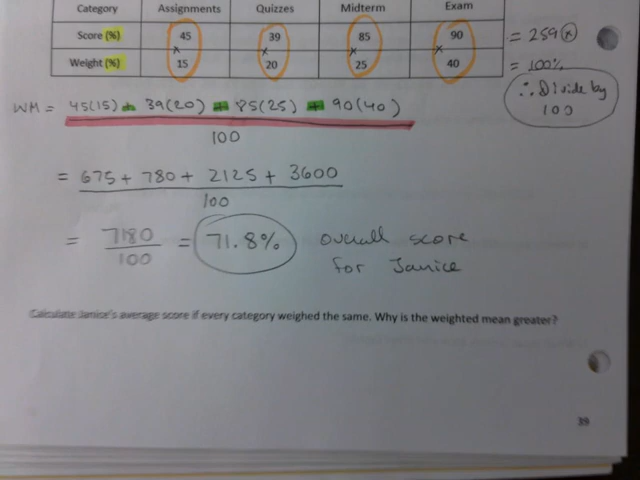 Category Assignments Quizzes Midterm Exam
Score (%) 45 39 85 90 = 259 ⓧ
x x x x
Weight (%) 15 20 25 40 = 100%
∴ Divide by
100
WM = 45(15) + 39(20) + 85(25) + 90(40)
100
= 675 + 780 + 2125 + 3600
100
= 7180 = 71.8% overall score
100 for Janice
Calculate Janice's average score if every category weighed the same. Why is the weighted mean greater?
39